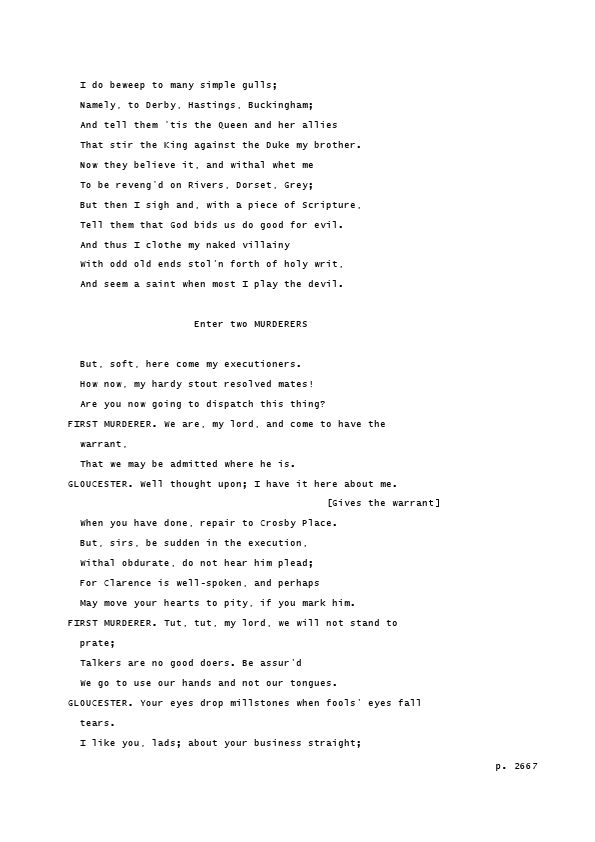 I do beweep to many simple gulls;
Namely, to Derby, Hastings, Buckingham;
And tell them 'tis the Queen and her allies
That stir the King against the Duke my brother.
Now they believe it, and withal whet me
To be reveng'd on Rivers, Dorset, Grey;
But then I sigh and, with a piece of Scripture,
Tell them that God bids us do good for evil.
And thus I clothe my naked villainy
With odd old ends stol'n forth of holy writ,
And seem a saint when most I play the devil.
Enter two MURDERERS
But, soft, here come my executioners.
How now, my hardy stout resolved mates!
Are you now going to dispatch this thing?
FIRST MURDERER. We are, my lord, and come to have the
warrant,
That we may be admitted where he is.
GLOUCESTER. Well thought upon; I have it here about me.
[Gives the warrant]
When you have done, repair to Crosby Place.
But, sirs, be sudden in the execution,
Withal obdurate, do not hear him plead;
For Clarence is well-spoken, and perhaps
May move your hearts to pity, if you mark him.
FIRST MURDERER. Tut, tut, my lord, we will not stand to
prate;
Talkers are no good doers. Be assur'd
We go to use our hands and not our tongues.
GLOUCESTER. Your eyes drop millstones when fools' eyes fall
tears.
I like you, lads; about your business straight;
p. 2667